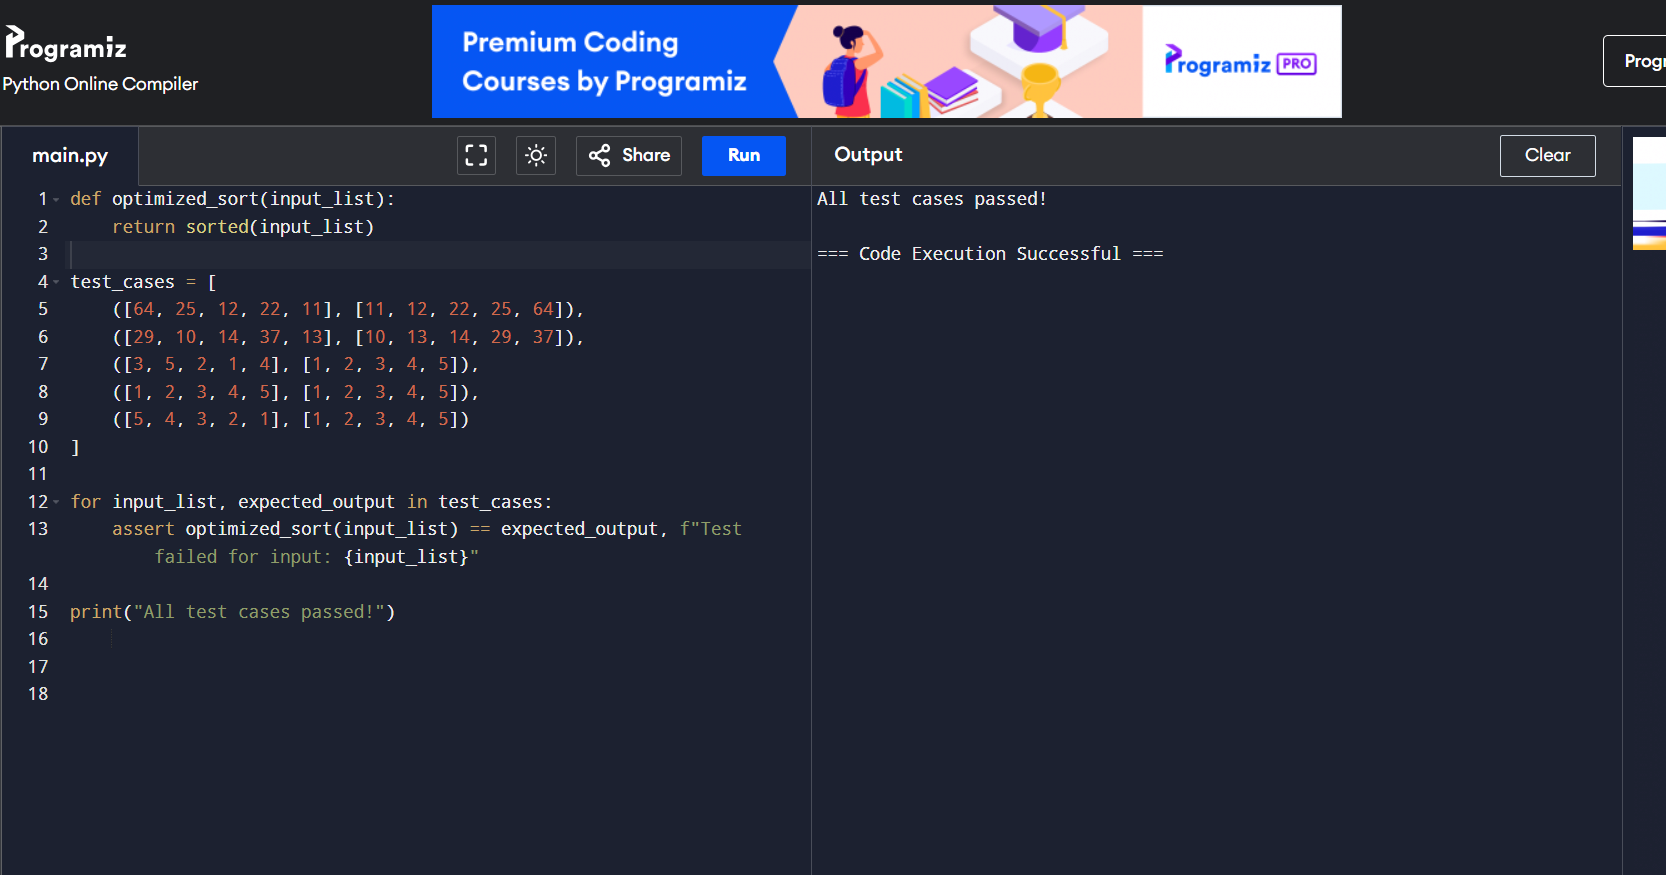 Programiz
Python Online Compiler
Premium Coding
Courses by Programiz
Programiz PRO
main.py
Share
Run
Output
Clear
1 def optimized_sort(input_list):
2     return sorted(input_list)
3
4 test_cases = [
5     ([64, 25, 12, 22, 11], [11, 12, 22, 25, 64]),
6     ([29, 10, 14, 37, 13], [10, 13, 14, 29, 37]),
7     ([3, 5, 2, 1, 4], [1, 2, 3, 4, 5]),
8     ([1, 2, 3, 4, 5], [1, 2, 3, 4, 5]),
9     ([5, 4, 3, 2, 1], [1, 2, 3, 4, 5])
10 ]
11
12 for input_list, expected_output in test_cases:
13     assert optimized_sort(input_list) == expected_output, f"Test
failed for input: {input_list}"
14
15 print("All test cases passed!")
16
17
18
All test cases passed!
=== Code Execution Successful ===